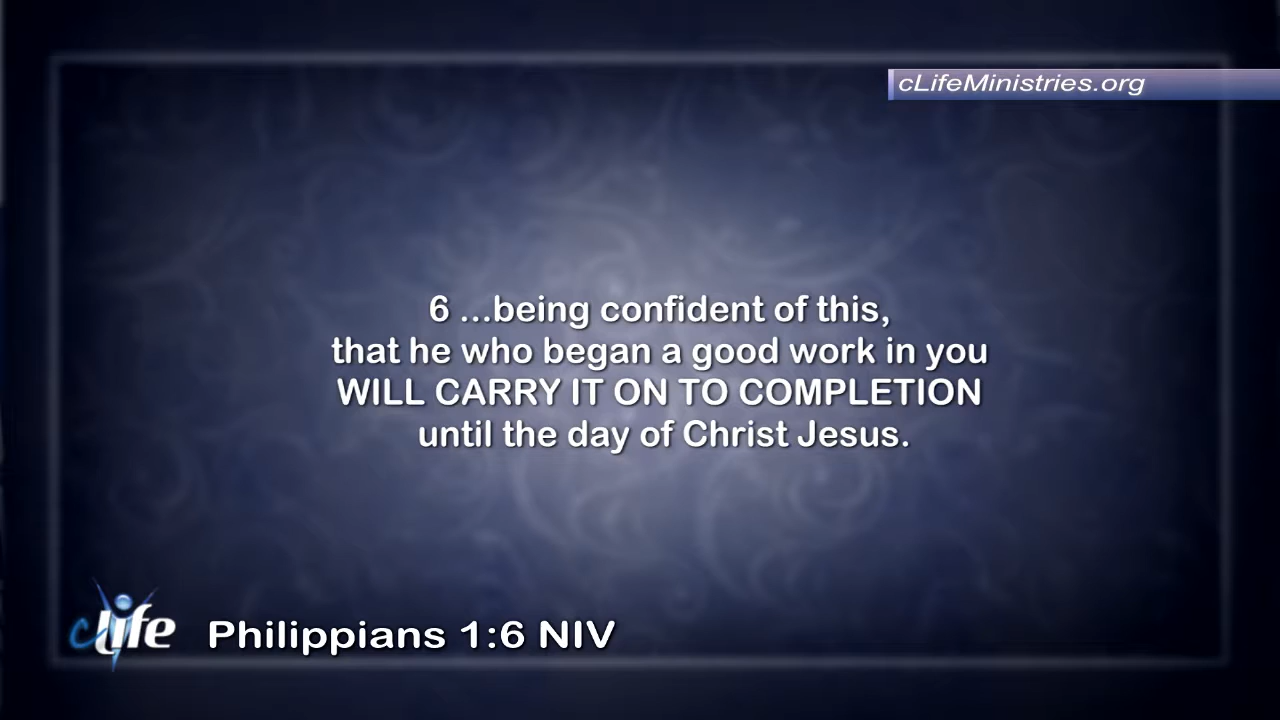 cLifeMinistries.org
6 ...being confident of this,
that he who began a good work in you
WILL CARRY IT ON TO COMPLETION
until the day of Christ Jesus.
cLife
Philippians 1:6 NIV